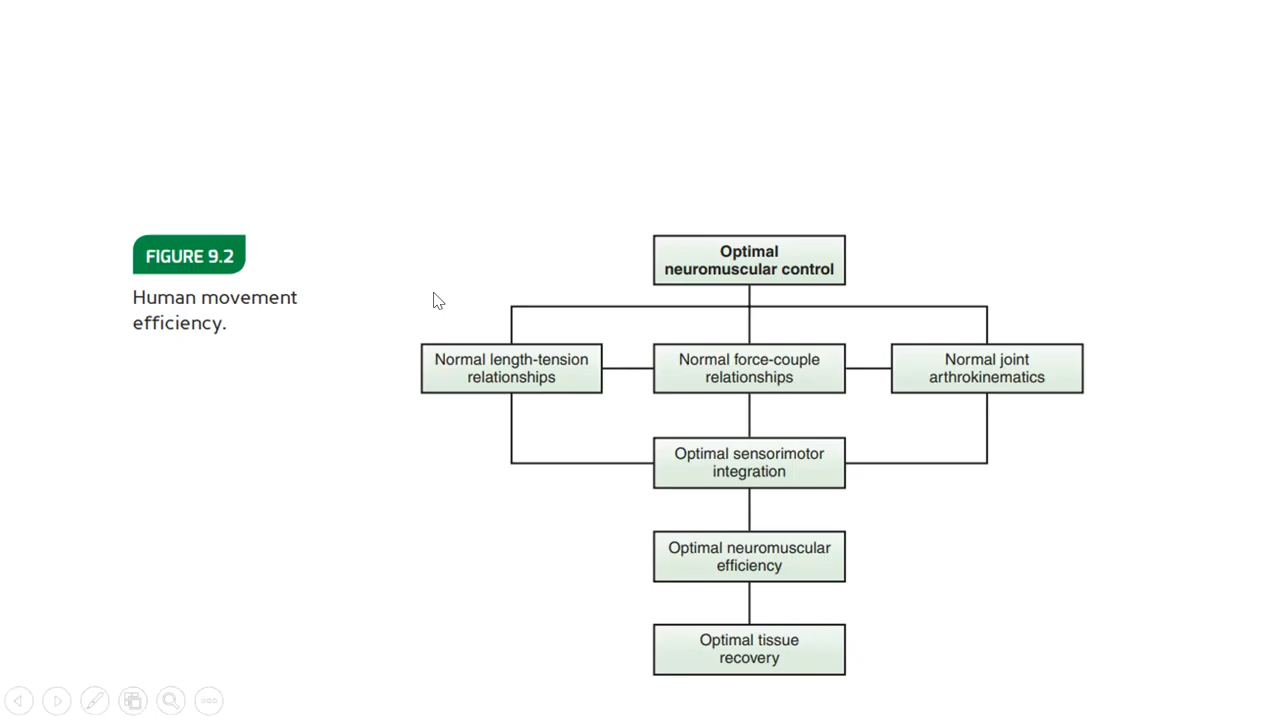 FIGURE 9.2
Human movement
efficiency.
Optimal
neuromuscular control
Normal length-tension
relationships
Normal force-couple
relationships
Normal joint
arthrokinematics
Optimal sensorimotor
integration
Optimal neuromuscular
efficiency
Optimal tissue
recovery